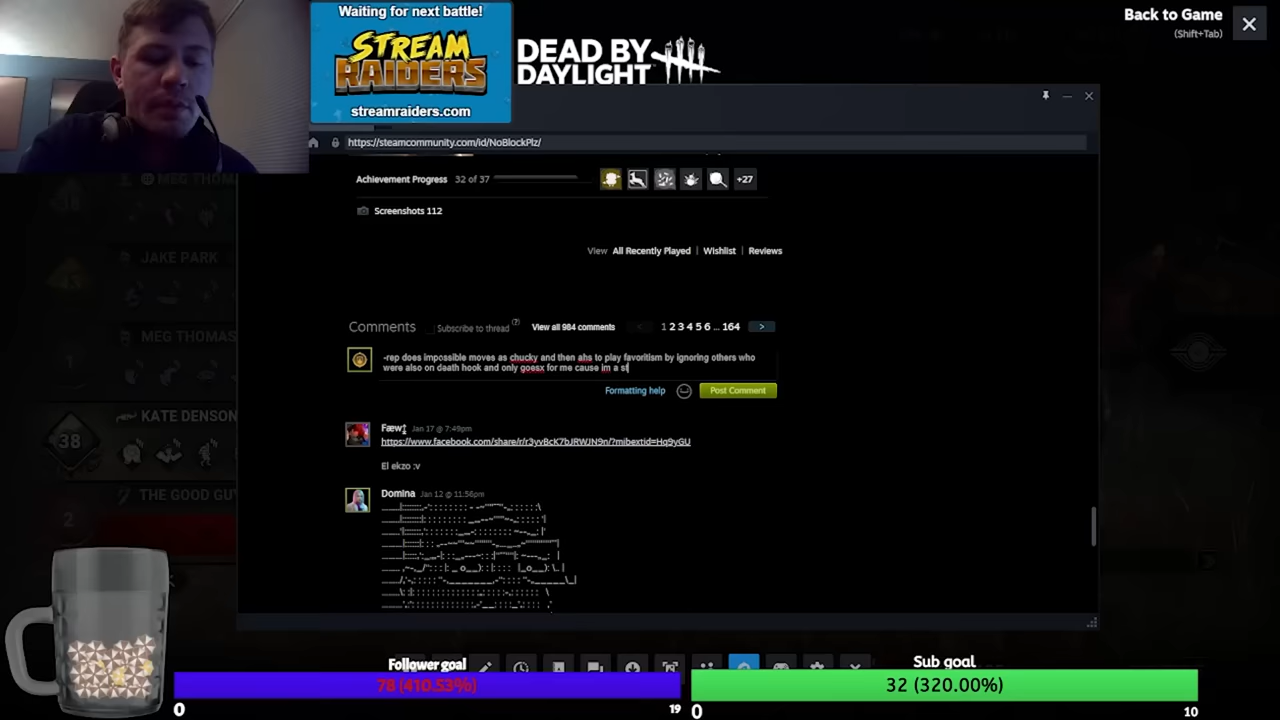 Waiting for next battle!
STREAM
RAIDERS
streamraiders.com
DEAD BY
DAYLIGHT
Back to Game
(Shift+Tab)
https://steamcommunity.com/id/NoBlockPlz/
MEG THOM
JAKE PARK
MEG THOMAS
KATE DENSON
38
THE GOOD GU
2
Achievement Progress 32 of 37
+27
Screenshots 112
View All Recently Played | Wishlist | Reviews
Comments Subscribe to thread (?) View all 984 comments < 1 2 3 4 5 6 ... 164 >
-rep does impossible moves as chucky and then ahs to play favoritism by ignoring others who
were also on death hook and only goesx for me cause im a st
Formatting help
Post Comment
Jan 17 @ 7:49pm
El ekzo :v
Domina Jan 12 @ 11:56pm
Follower goal
78 (410.53%)
0
19
Sub goal
32 (320.00%)
0
10